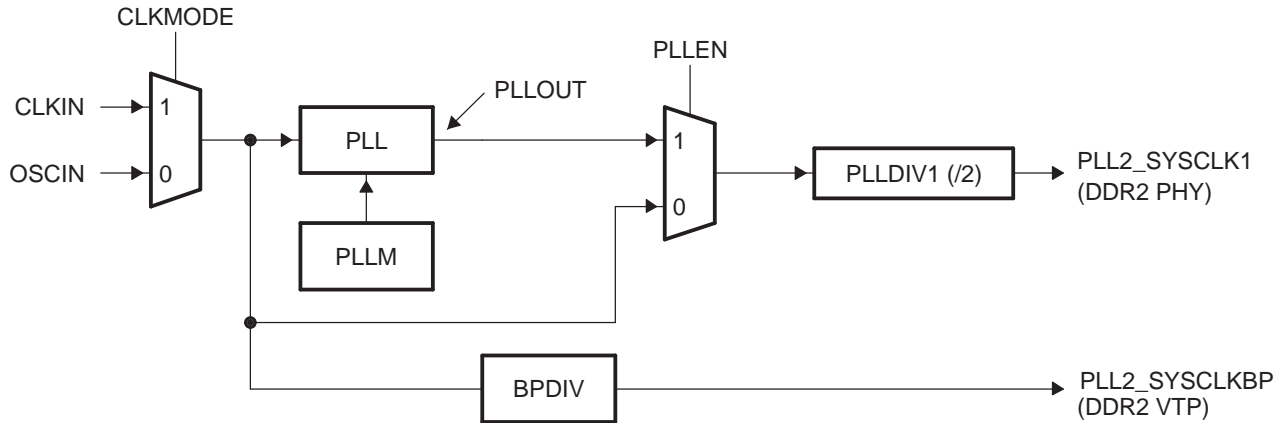 CLKMODE
CLKIN
1
OSCIN
0
PLL
PLLOUT
PLLM
PLLEN
1
0
PLLDIV1 (/2)
PLL2_SYSCLK1
(DDR2 PHY)
BPDIV
PLL2_SYSCLKBP
(DDR2 VTP)